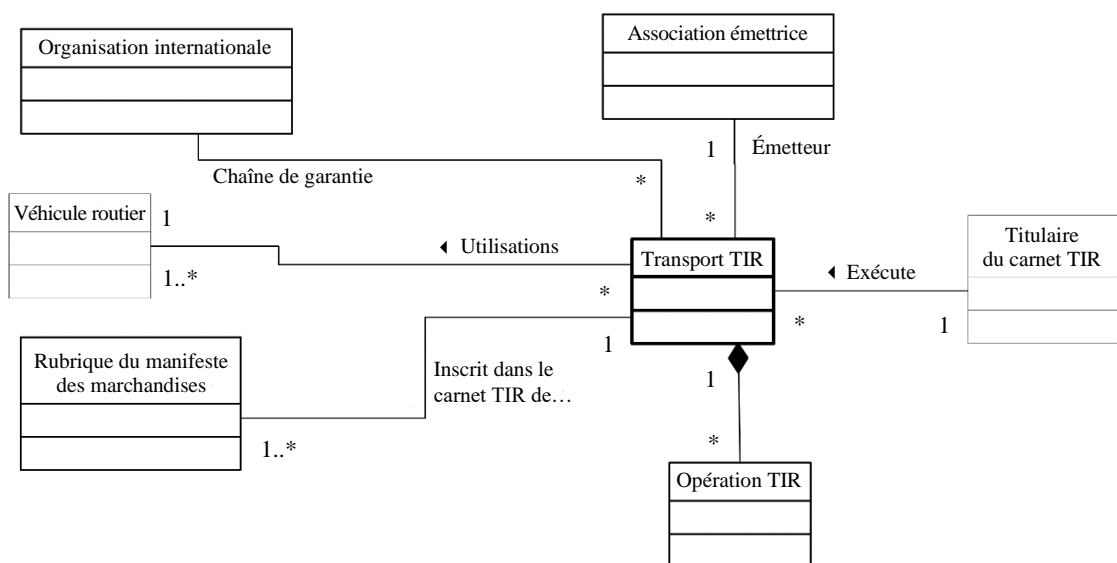 Organisation internationale
Association émettrice
1
Émetteur
Chaîne de garantie
*
*
Véhicule routier
1
1..*
Utilisations
Transport TIR
*
1
Titulaire
du carnet TIR
Exécute
*
1
Rubrique du manifeste
des marchandises
1..*
Inscrit dans le
carnet TIR de…
1
*
Opération TIR